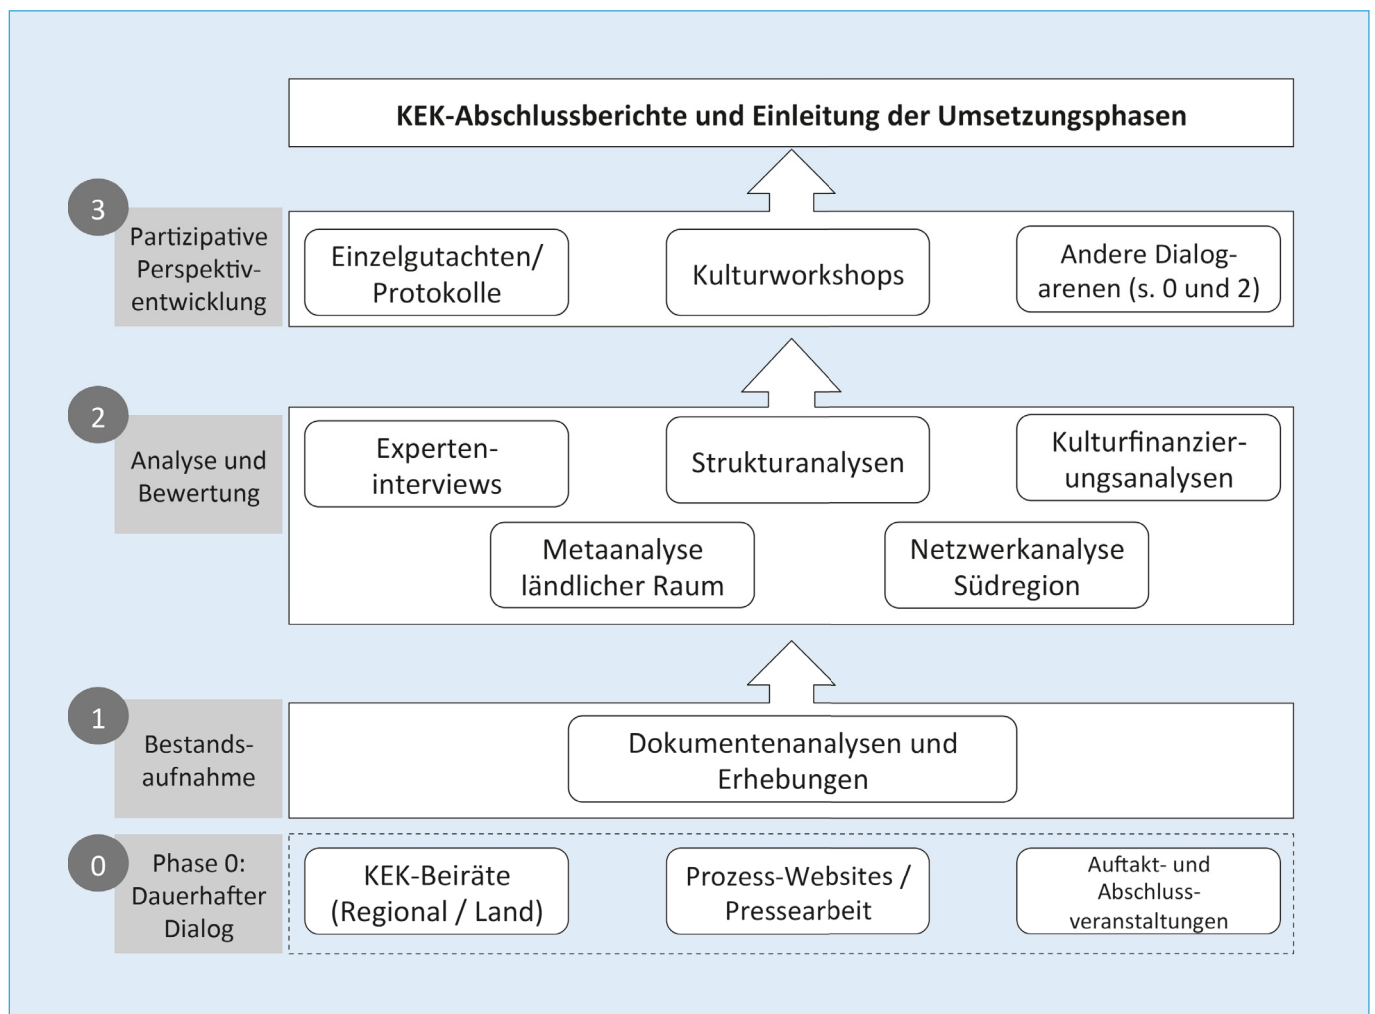 KEK-Abschlussberichte und Einleitung der Umsetzungsphasen
3
Partizipative
Perspektiv-
entwicklung
Einzelgutachten/
Protokolle
Kulturworkshops
Andere Dialog-
arenen (s. 0 und 2)
2
Analyse und
Bewertung
Experten-
interviews
Strukturanalysen
Kulturfinanzier-
ungsanalysen
Metaanalyse
ländlicher Raum
Netzwerkanalyse
Südregion
1
Bestands-
aufnahme
Dokumentenanalysen und
Erhebungen
0
Phase 0:
Dauerhafter
Dialog
KEK-Beiräte
(Regional / Land)
Prozess-Websites /
Pressearbeit
Auftakt- und
Abschluss-
veranstaltungen